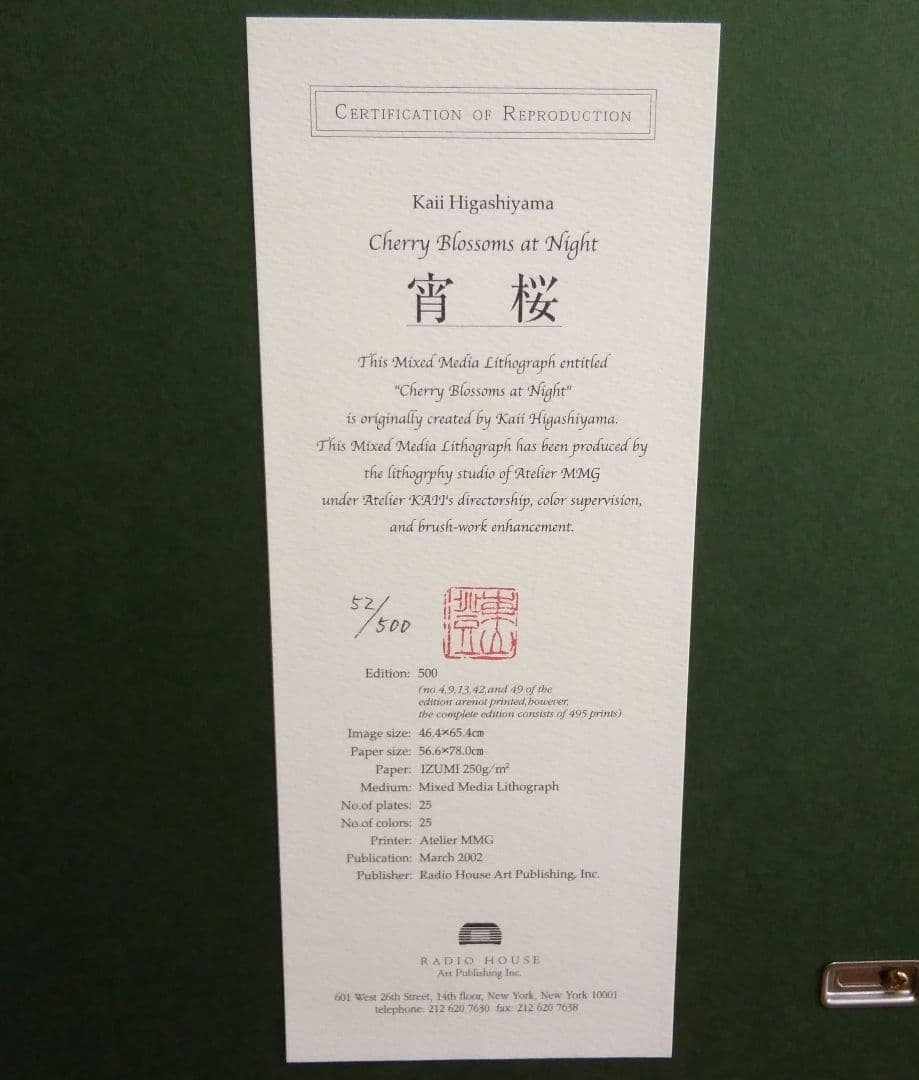 CERTIFICATION OF REPRODUCTION
Kaii Higashiyama
Cherry Blossoms at Night
宵 桜
This Mixed Media Lithograph entitled
"Cherry Blossoms at Night"
is originally created by Kaii Higashiyama.
This Mixed Media Lithograph has been produced by
the lithogrphy studio of Atelier MMG
under Atelier KAII's directorship, color supervision,
and brush-work enhancement.
52/500
Edition: 500
(no.4,9,13,42,and 49 of the
edition arenot printed,however,
the complete edition consists of 495 prints)
Image size: 46.4×65.4cm
Paper size: 56.6×78.0cm
Paper: IZUMI 250g/m²
Medium: Mixed Media Lithograph
No.of plates: 25
No.of colors: 25
Printer: Atelier MMG
Publication: March 2002
Publisher: Radio House Art Publishing, Inc.
RADIO HOUSE
Art Publishing Inc.
601 West 26th Street, 14th floor, New York, New York 10001
telephone: 212 620 7630 fax: 212 620 7638